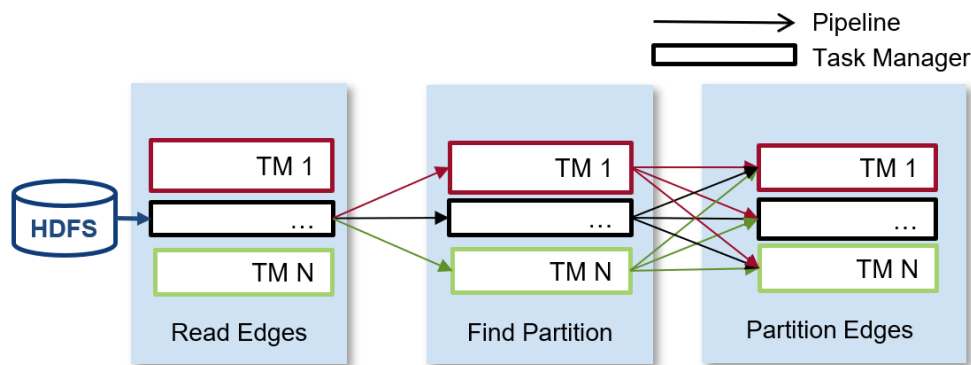 Pipeline
Task Manager
HDFS
TM 1
...
TM N
Read Edges
TM 1
...
TM N
Find Partition
TM 1
...
TM N
Partition Edges